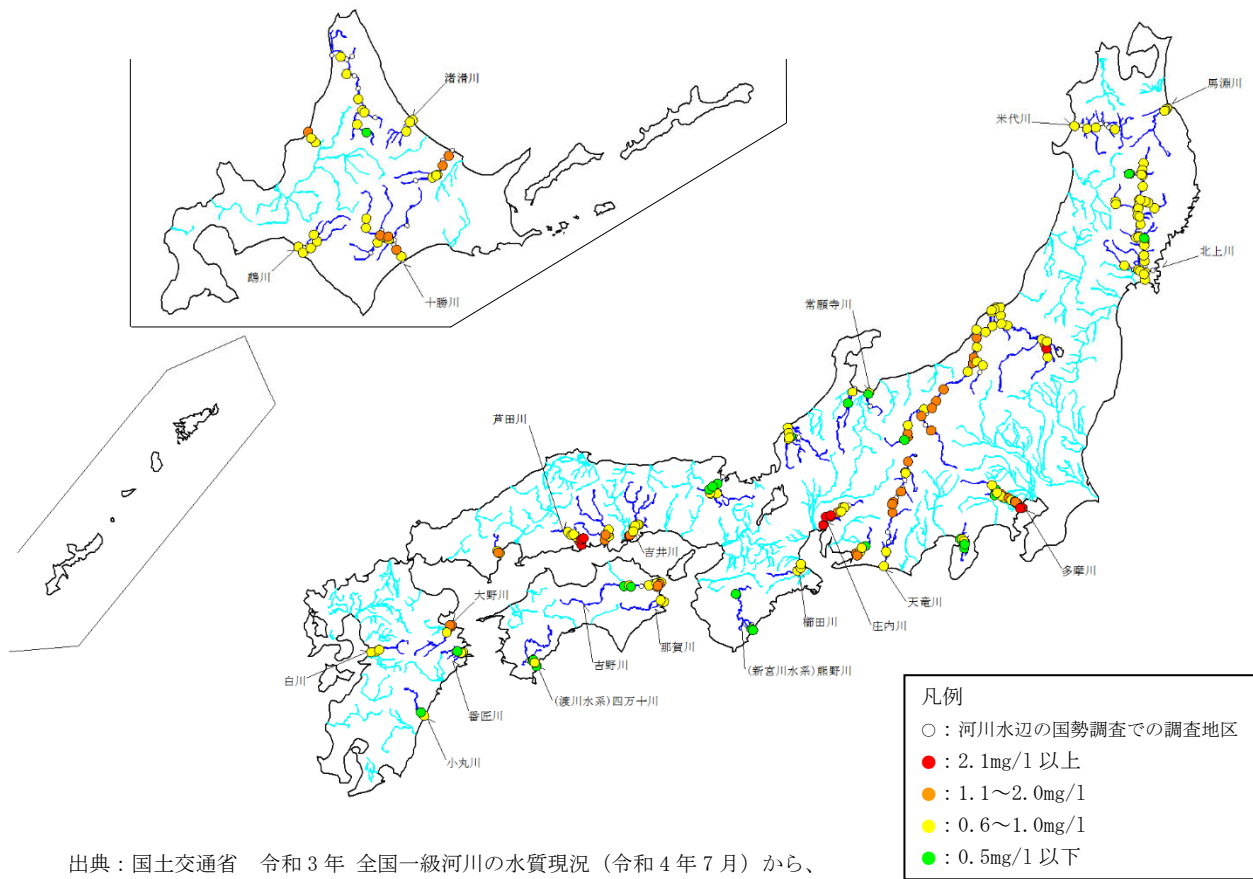 渚滑川
馬淵川
米代川
北上川
鵡川
十勝川
常願寺川
芦田川
吉井川
多摩川
天竜川
大野川
櫛田川
庄内川
那賀川
吉野川
(新宮川水系)熊野川
白川
番匠川
(渡川水系)四万十川
小丸川
凡例
○：河川水辺の国勢調査での調査地区
●：2.1mg/l 以上
●：1.1～2.0mg/l
●：0.6～1.0mg/l
●：0.5mg/l 以下
出典：国土交通省　令和３年 全国一級河川の水質現況（令和４年７月）から、